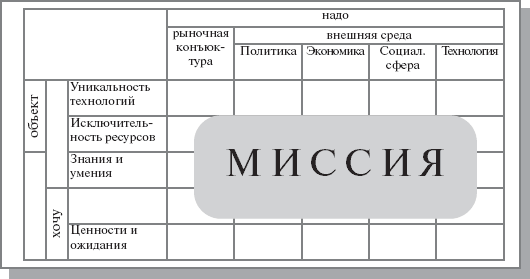 надо
рыночная
конъюк-
тура
внешняя среда
Политика
Экономика
Социал.
сфера
Технология
объект
Уникальность
технологий
Исключитель-
ность ресурсов
Знания и
умения
МИССИЯ
хочу
Ценности и
ожидания